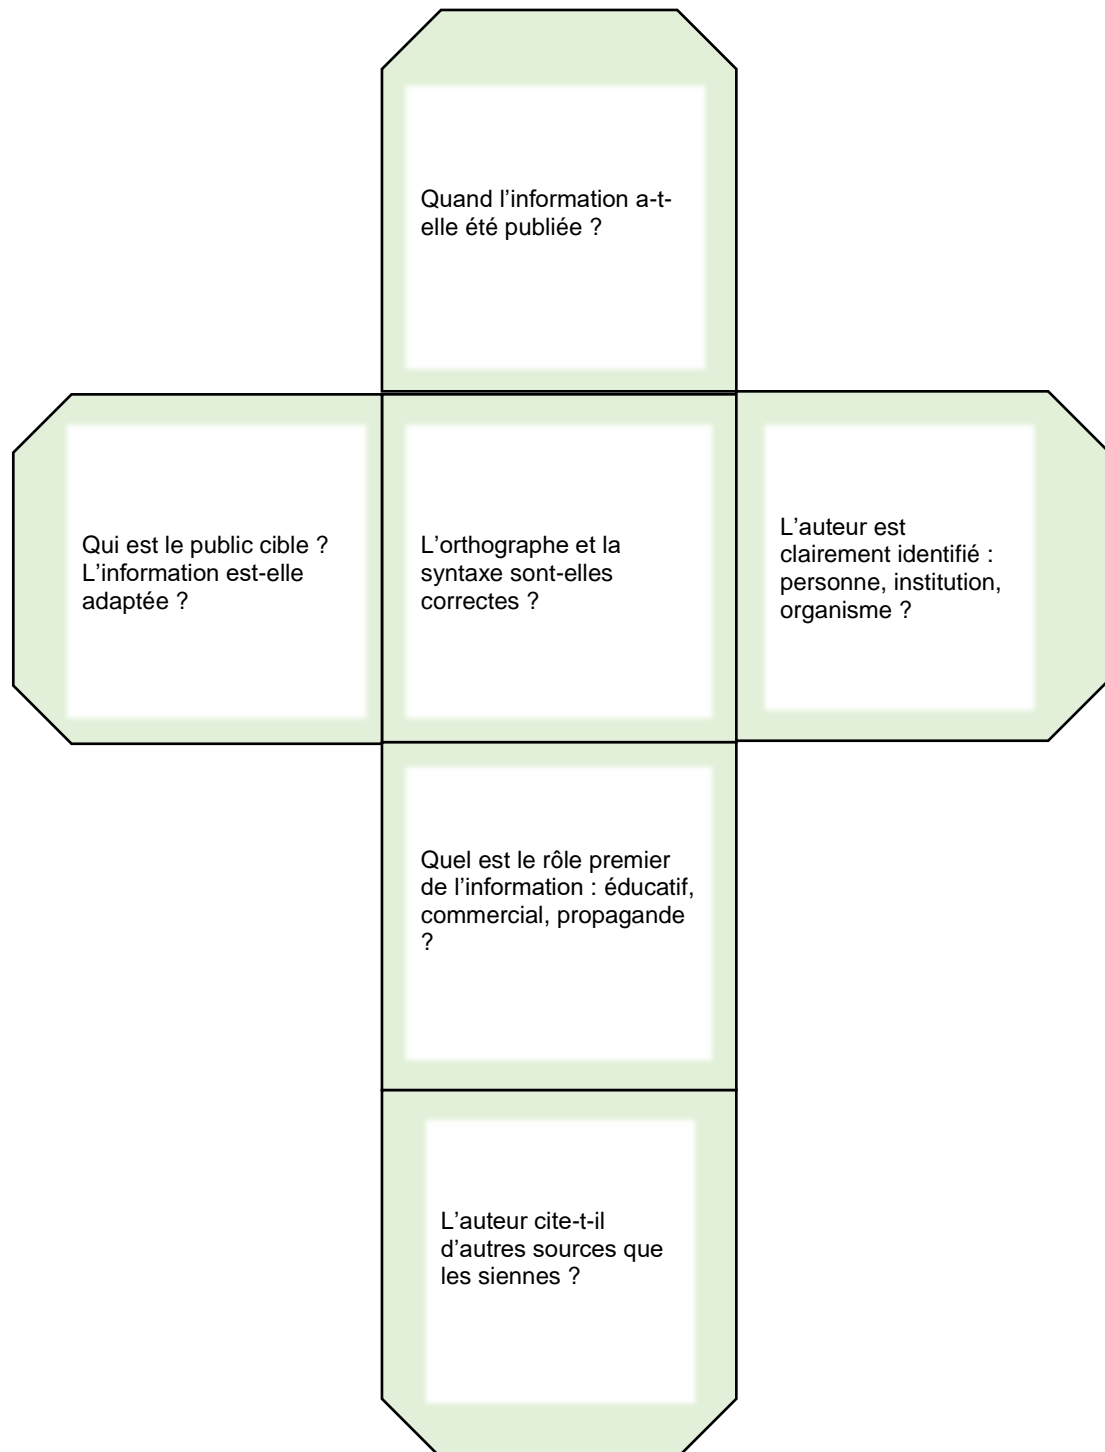 Quand l’information a-t-
elle été publiée ?
Qui est le public cible ?
L’information est-elle
adaptée ?
L’orthographe et la
syntaxe sont-elles
correctes ?
L’auteur est
clairement identifié :
personne, institution,
organisme ?
Quel est le rôle premier
de l’information : éducatif,
commercial, propagande
?
L’auteur cite-t-il
d’autres sources que
les siennes ?